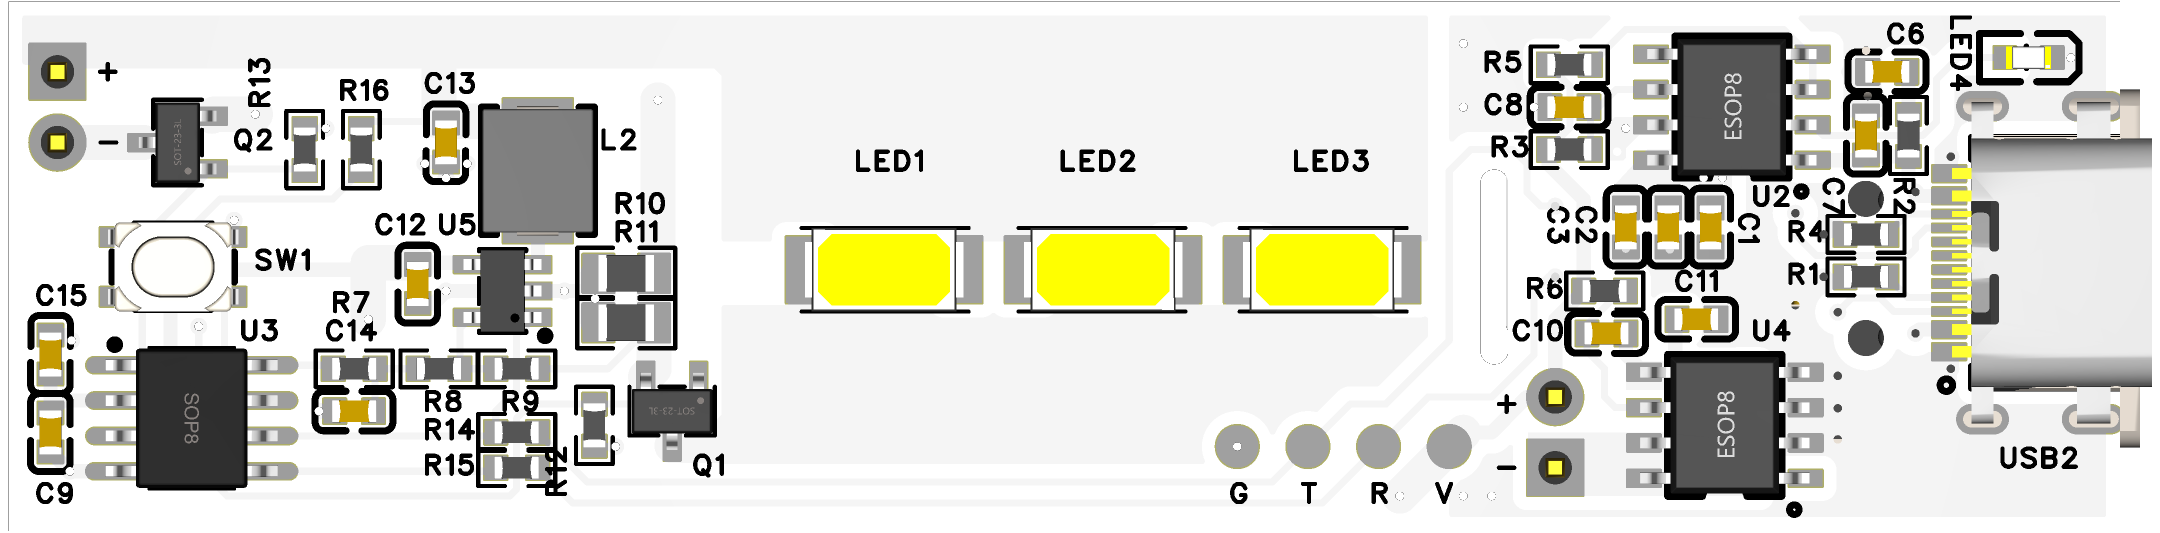 +
-
R13
Q2
SOT-23-3L
R16
C13
L2
LED1
LED2
LED3
R5
C8
R3
ESOP8
C6
LED4
U2
C7
R2
C3
C2
C1
R4
R1
R6
C10
C11
U4
ESOP8
USB2
+
-
G
T
R
V
SW1
C12
U5
R10
R11
C15
U3
R7
C14
SOP8
C9
R8
R9
R14
R15
R12
SOT-23-3L
Q1